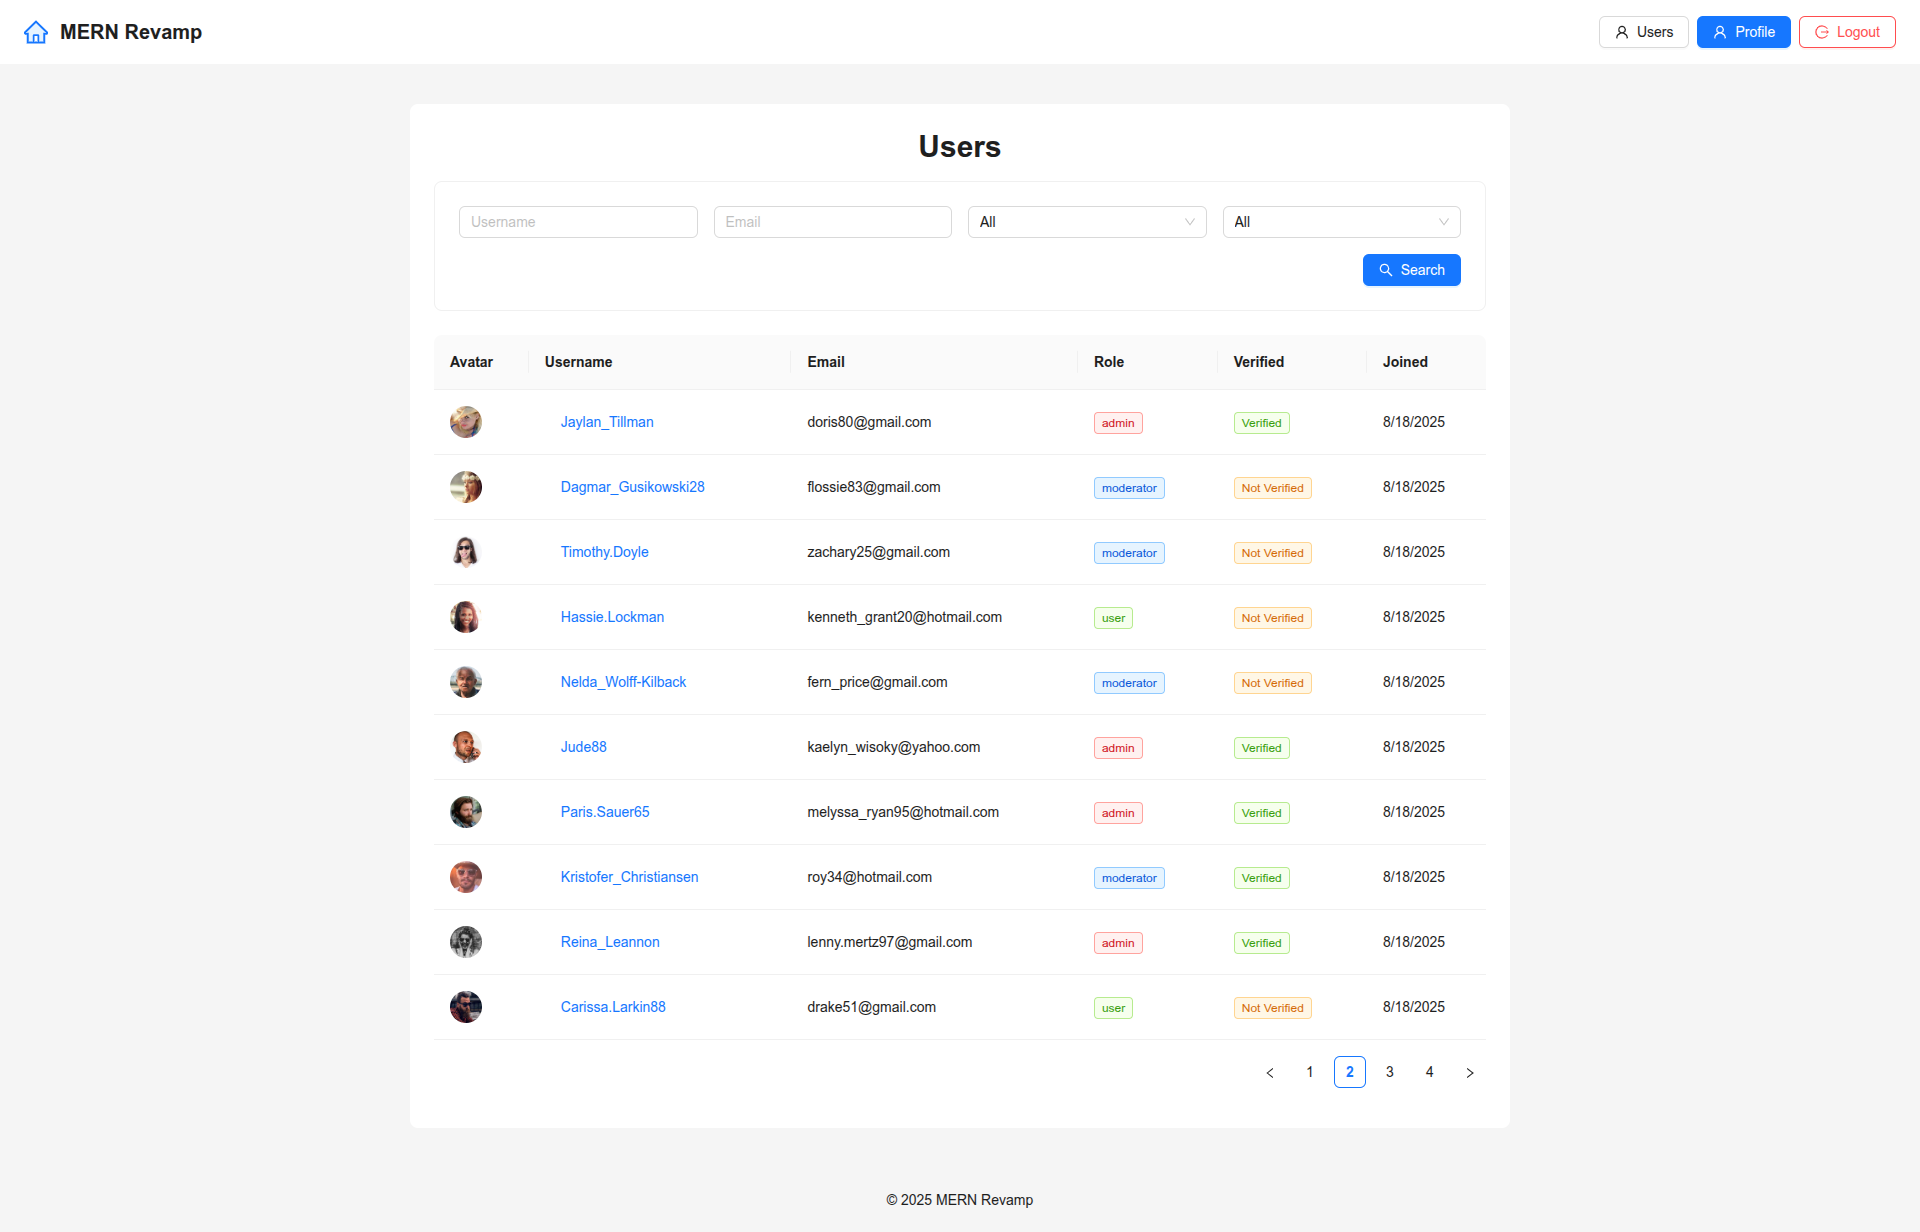 MERN Revamp
Users
Profile
Logout
Users
Username
Email
All
All
Search
Avatar Username Email Role Verified Joined
Jaylan_Tillman doris80@gmail.com admin Verified 8/18/2025
Dagmar_Gusikowski28 flossie83@gmail.com moderator Not Verified 8/18/2025
Timothy.Doyle zachary25@gmail.com moderator Not Verified 8/18/2025
Hassie.Lockman kenneth_grant20@hotmail.com user Not Verified 8/18/2025
Nelda_Wolff-Kilback fern_price@gmail.com moderator Not Verified 8/18/2025
Jude88 kaelyn_wisoky@yahoo.com admin Verified 8/18/2025
Paris.Sauer65 melyssa_ryan95@hotmail.com admin Verified 8/18/2025
Kristofer_Christiansen roy34@hotmail.com moderator Verified 8/18/2025
Reina_Leannon lenny.mertz97@gmail.com admin Verified 8/18/2025
Carissa.Larkin88 drake51@gmail.com user Not Verified 8/18/2025
1 2 3 4
© 2025 MERN Revamp